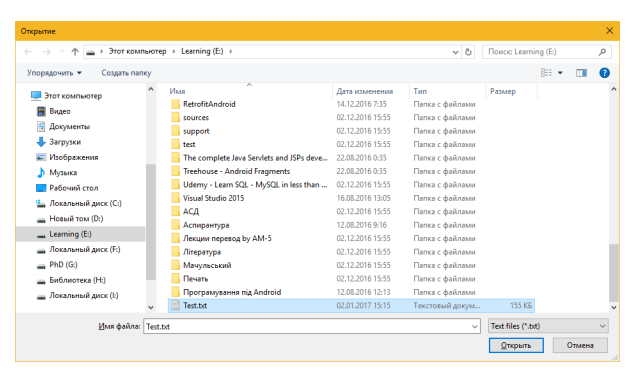 Открытие
Этот компьютер › Learning (E:) ›
Поиск: Learning (E:)
Упорядочить
Создать папку
Имя Дата изменения Тип Размер
Этот компьютер
Видео
Документы
Загрузки
Изображения
Музыка
Рабочий стол
Локальный диск (C:)
Новый том (D:)
Learning (E:)
Локальный диск (F:)
PhD (G:)
Библиотека (H:)
Локальный диск (I:)
RetrofitAndroid 14.12.2016 7:35 Папка с файлами
sources 02.12.2016 15:55 Папка с файлами
support 02.12.2016 15:55 Папка с файлами
test 02.12.2016 15:55 Папка с файлами
The complete Java Servlets and JSPs deve... 22.08.2016 0:35 Папка с файлами
Treehouse - Android Fragments 22.08.2016 0:35 Папка с файлами
Udemy - Learn SQL - MySQL in less than ... 02.12.2016 15:55 Папка с файлами
Visual Studio 2015 16.08.2016 13:05 Папка с файлами
АСД 02.12.2016 15:55 Папка с файлами
Аспирантура 12.08.2016 9:16 Папка с файлами
Лекции перевод by AM-5 02.12.2016 15:55 Папка с файлами
Література 02.12.2016 15:55 Папка с файлами
Мачульський 02.12.2016 15:55 Папка с файлами
Печать 02.12.2016 15:55 Папка с файлами
Програмування під Android 12.08.2016 12:13 Папка с файлами
Test.txt 02.01.2017 15:15 Текстовый докум... 155 КБ
Имя файла: Test.txt
Text files (*.txt)
Открыть
Отмена